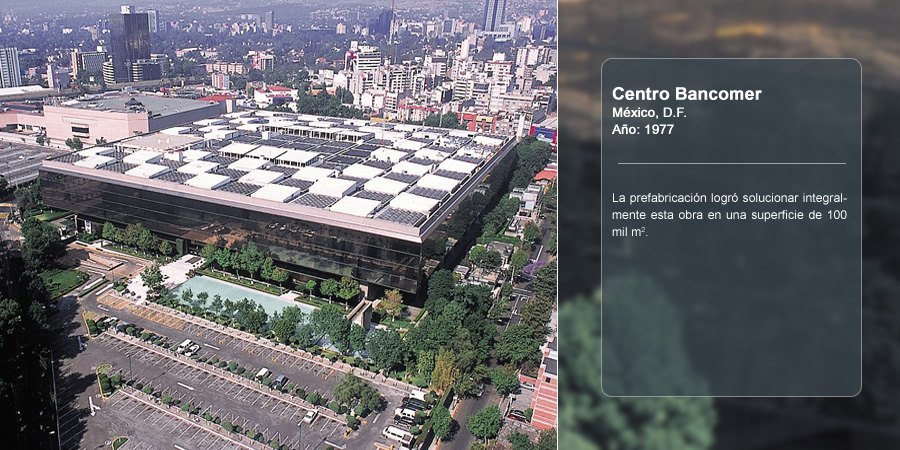 Centro Bancomer
México, D.F.
Año: 1977
La prefabricación logró solucionar integral-
mente esta obra en una superficie de 100
mil m².